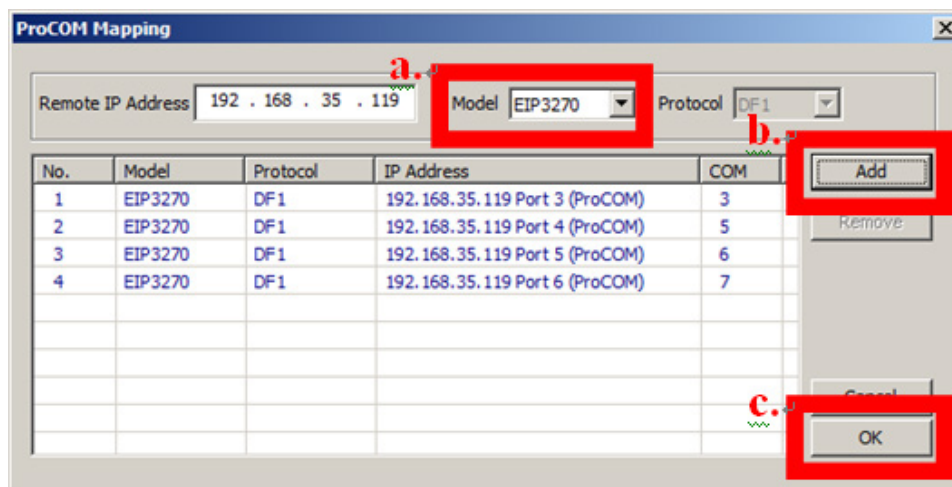 ProCOM Mapping
a.
Remote IP Address 192 . 168 . 35 . 119 Model EIP3270 Protocol DF1
b.
No. Model Protocol IP Address COM Add
1 EIP3270 DF1 192.168.35.119 Port 3 (ProCOM) 3
2 EIP3270 DF1 192.168.35.119 Port 4 (ProCOM) 5 Remove
3 EIP3270 DF1 192.168.35.119 Port 5 (ProCOM) 6
4 EIP3270 DF1 192.168.35.119 Port 6 (ProCOM) 7
Cancel
c.
OK